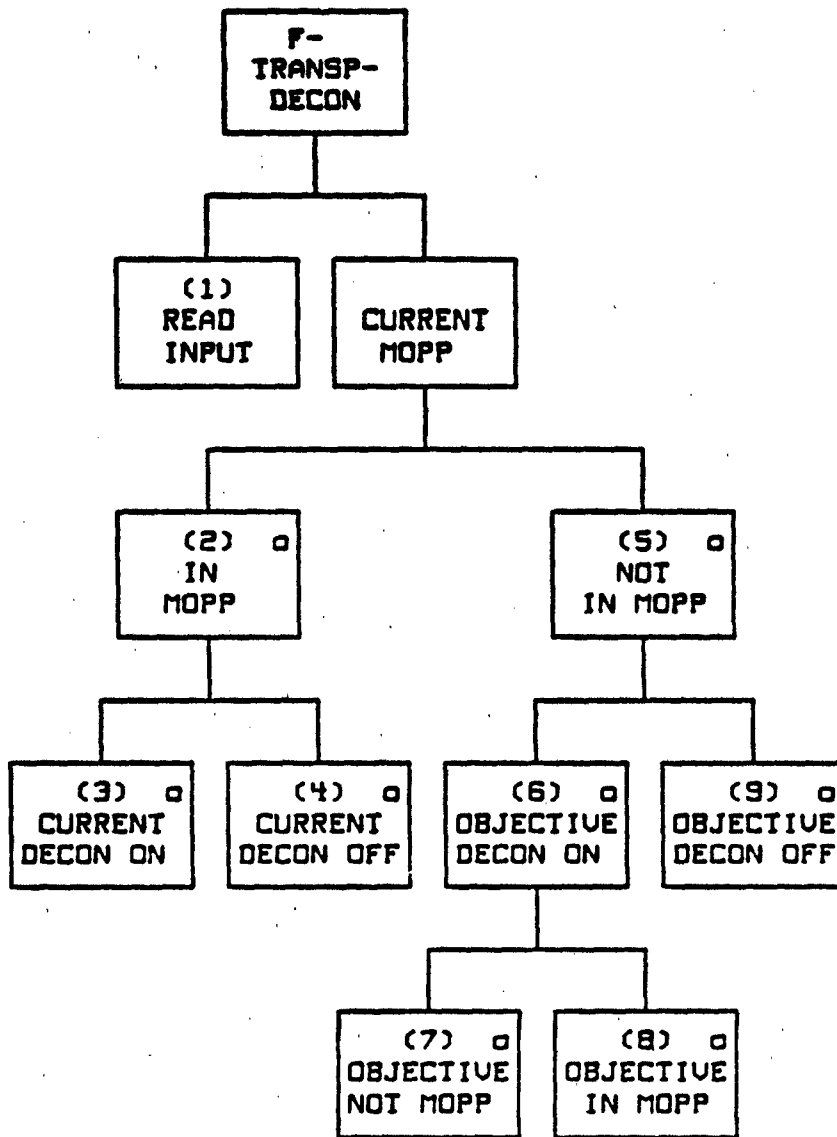 F-
TRANSP-
DECON
(1)
READ
INPUT
CURRENT
MOPP
(2) o
IN
MOPP
(5) o
NOT
IN MOPP
(3) o
CURRENT
DECON ON
(4) o
CURRENT
DECON OFF
(6) o
OBJECTIVE
DECON ON
(9) o
OBJECTIVE
DECON OFF
(7) o
OBJECTIVE
NOT MOPP
(8) o
OBJECTIVE
IN MOPP